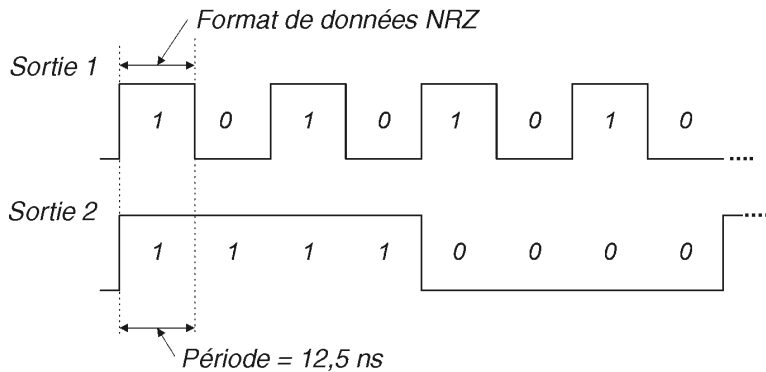 Format de données NRZ
Sortie 1
1 0 1 0 1 0 1 0
Sortie 2
1 1 1 1 0 0 0 0
Période = 12,5 ns